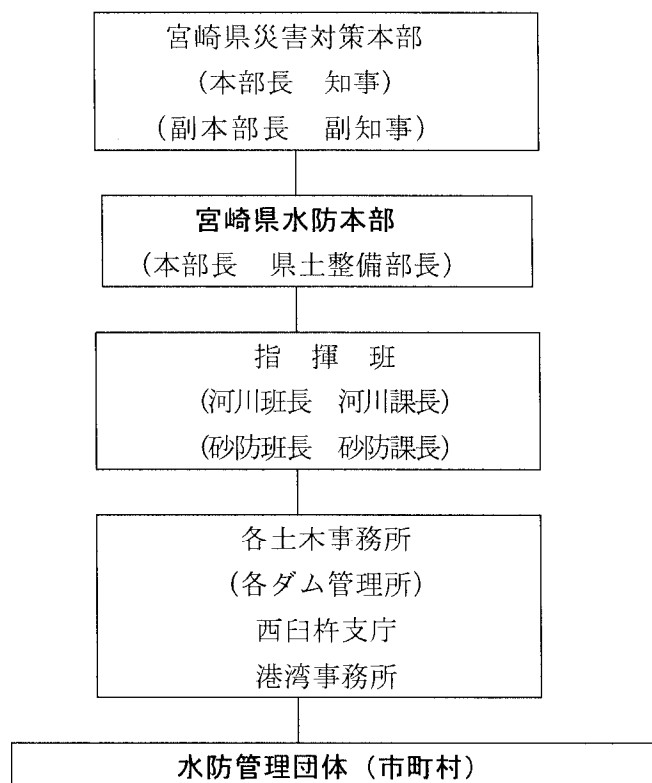 宮崎県災害対策本部
(本部長　知事)
(副本部長　副知事)
宮崎県水防本部
(本部長　県土整備部長)
指　揮　班
(河川班長　河川課長)
(砂防班長　砂防課長)
各土木事務所
(各ダム管理所)
西臼杵支庁
港湾事務所
水防管理団体（市町村）